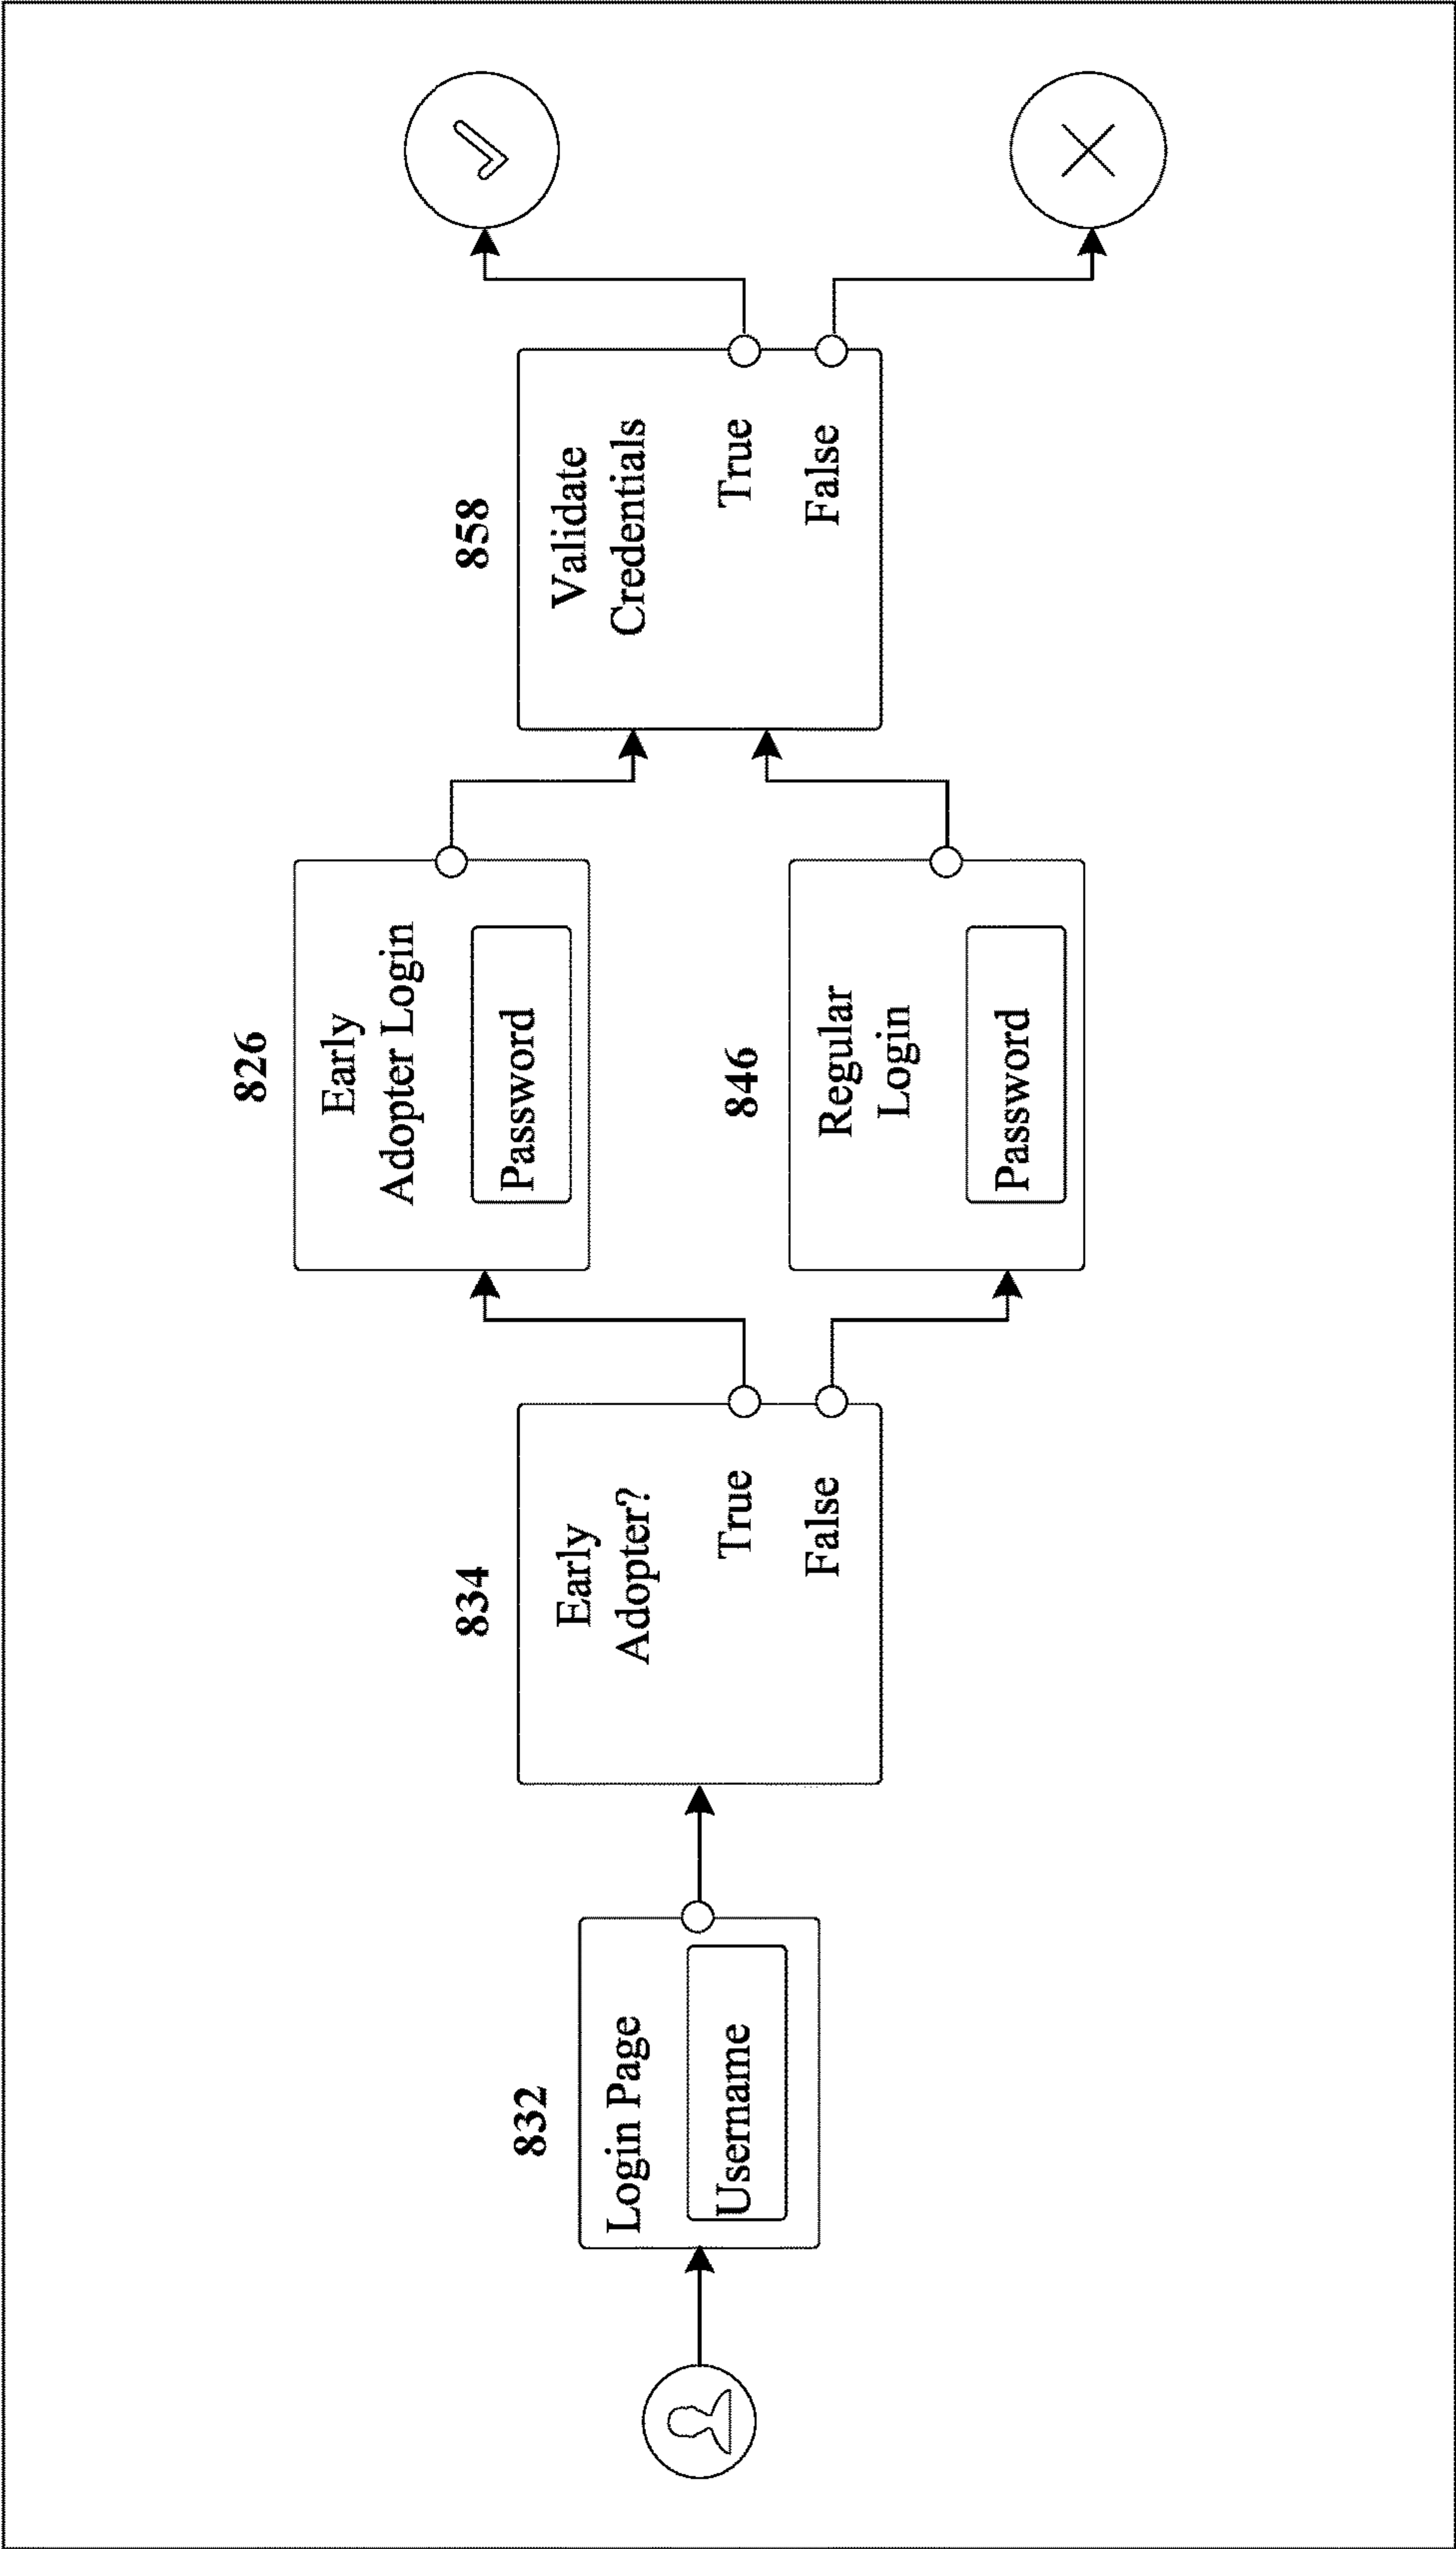 832
Login Page
Username
834
Early
Adopter?
True
False
826
Early
Adopter Login
Password
846
Regular
Login
Password
858
Validate
Credentials
True
False